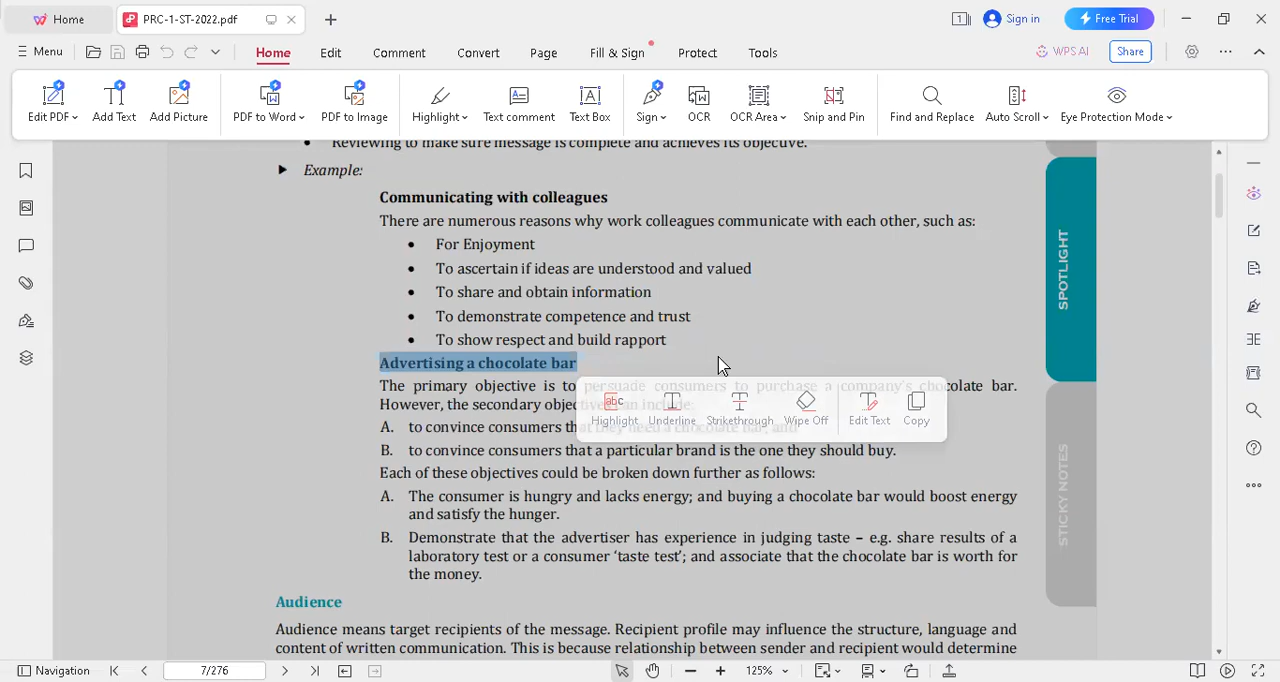 Home
PRC-1-ST-2022.pdf
Sign in
Free Trial
Menu
Home
Edit
Comment
Convert
Page
Fill & Sign
Protect
Tools
WPS AI
Share
Edit PDF
Add Text
Add Picture
PDF to Word
PDF to Image
Highlight
Text comment
Text Box
Sign
OCR
OCR Area
Snip and Pin
Find and Replace
Auto Scroll
Eye Protection Mode
• Reviewing to make sure message is complete and achieves its objective.
Example:
Communicating with colleagues
There are numerous reasons why work colleagues communicate with each other, such as:
• For Enjoyment
• To ascertain if ideas are understood and valued
• To share and obtain information
• To demonstrate competence and trust
• To show respect and build rapport
Advertising a chocolate bar
The primary objective is to persuade consumers to purchase a company's chocolate bar.
However, the secondary objectives can include:
A. to convince consumers that they need a chocolate bar; and
B. to convince consumers that a particular brand is the one they should buy.
Highlight
Underline
Strikethrough
Wipe Off
Edit Text
Copy
Each of these objectives could be broken down further as follows:
A. The consumer is hungry and lacks energy; and buying a chocolate bar would boost energy
and satisfy the hunger.
B. Demonstrate that the advertiser has experience in judging taste – e.g. share results of a
laboratory test or a consumer ‘taste test’; and associate that the chocolate bar is worth for
the money.
Audience
Audience means target recipients of the message. Recipient profile may influence the structure, language and
content of written communication. This is because relationship between sender and recipient would determine
SPOTLIGHT
STICKY NOTES
Navigation
7/276
125%